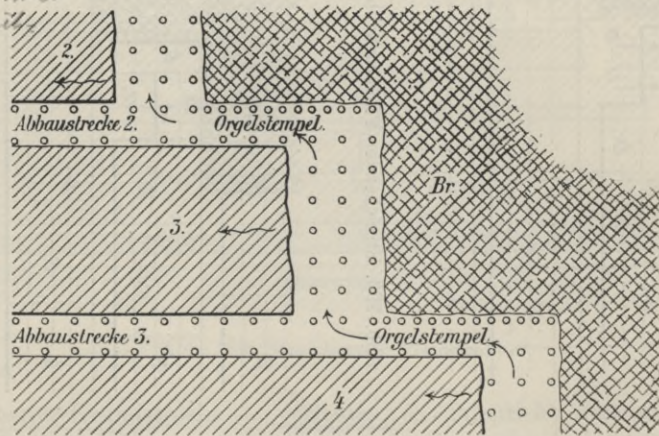 2.
Abbaustrecke 2. Orgelstempel.
Br.
3.
Abbaustrecke 3. Orgelstempel.
4